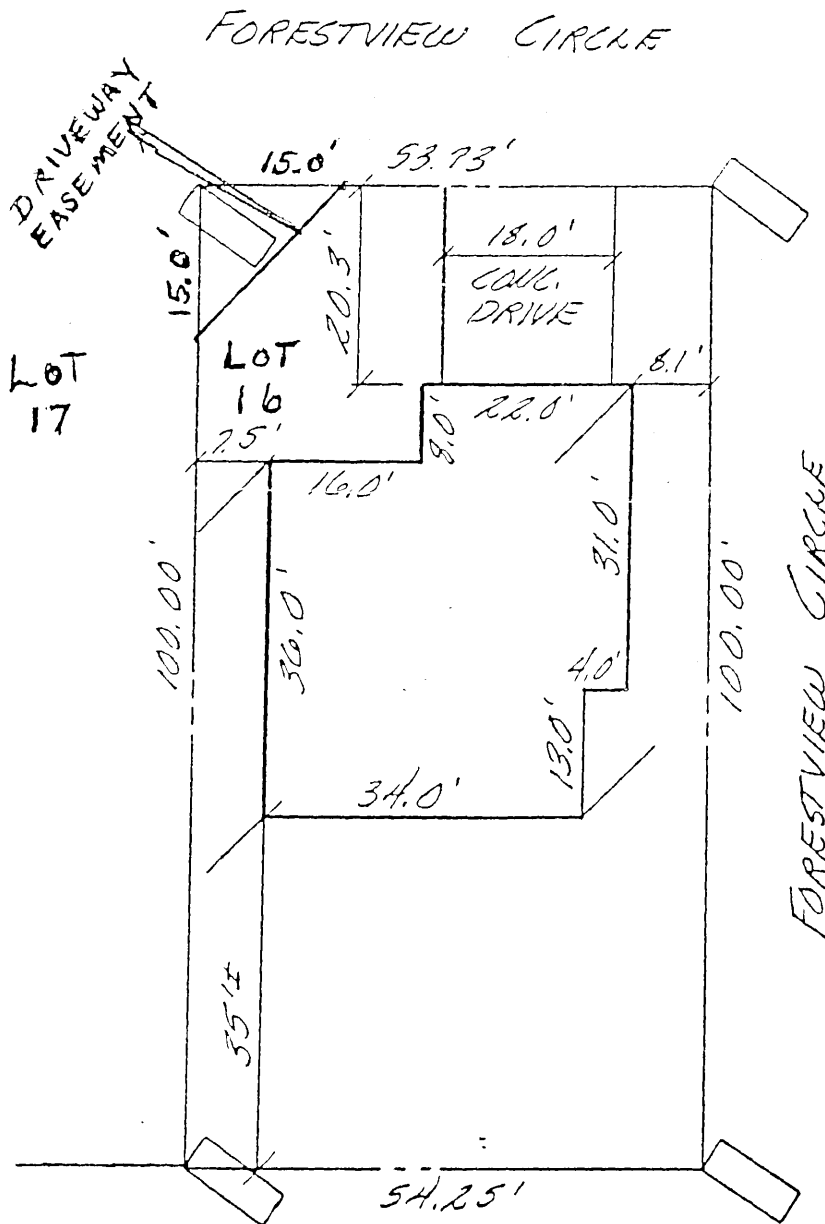 FORESTVIEW CIRCLE
DRIVEWAY
EASEMENT
15.0'
53.73'
15.0'
20.3'
18.0'
CONC.
DRIVE
LOT
17
LOT
16
8.1'
22.0'
8.0'
7.5'
16.0'
31.0'
100.00'
36.0'
100.00'
FORESTVIEW CIRCLE
4.0'
13.0'
34.0'
35'±
54.25'